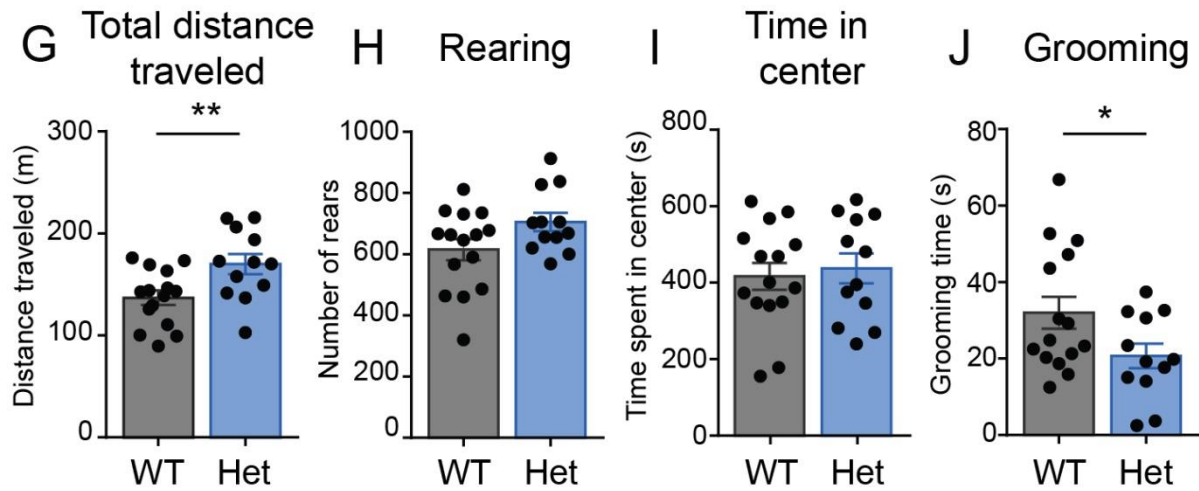 G
Total distance
traveled
**
Distance traveled (m)
300
200
100
0
WT
Het
H
Rearing
Number of rears
1000
800
600
400
200
0
WT
Het
I
Time in
center
Time spent in center (s)
800
600
400
200
0
WT
Het
J
Grooming
*
Grooming time (s)
80
60
40
20
0
WT
Het